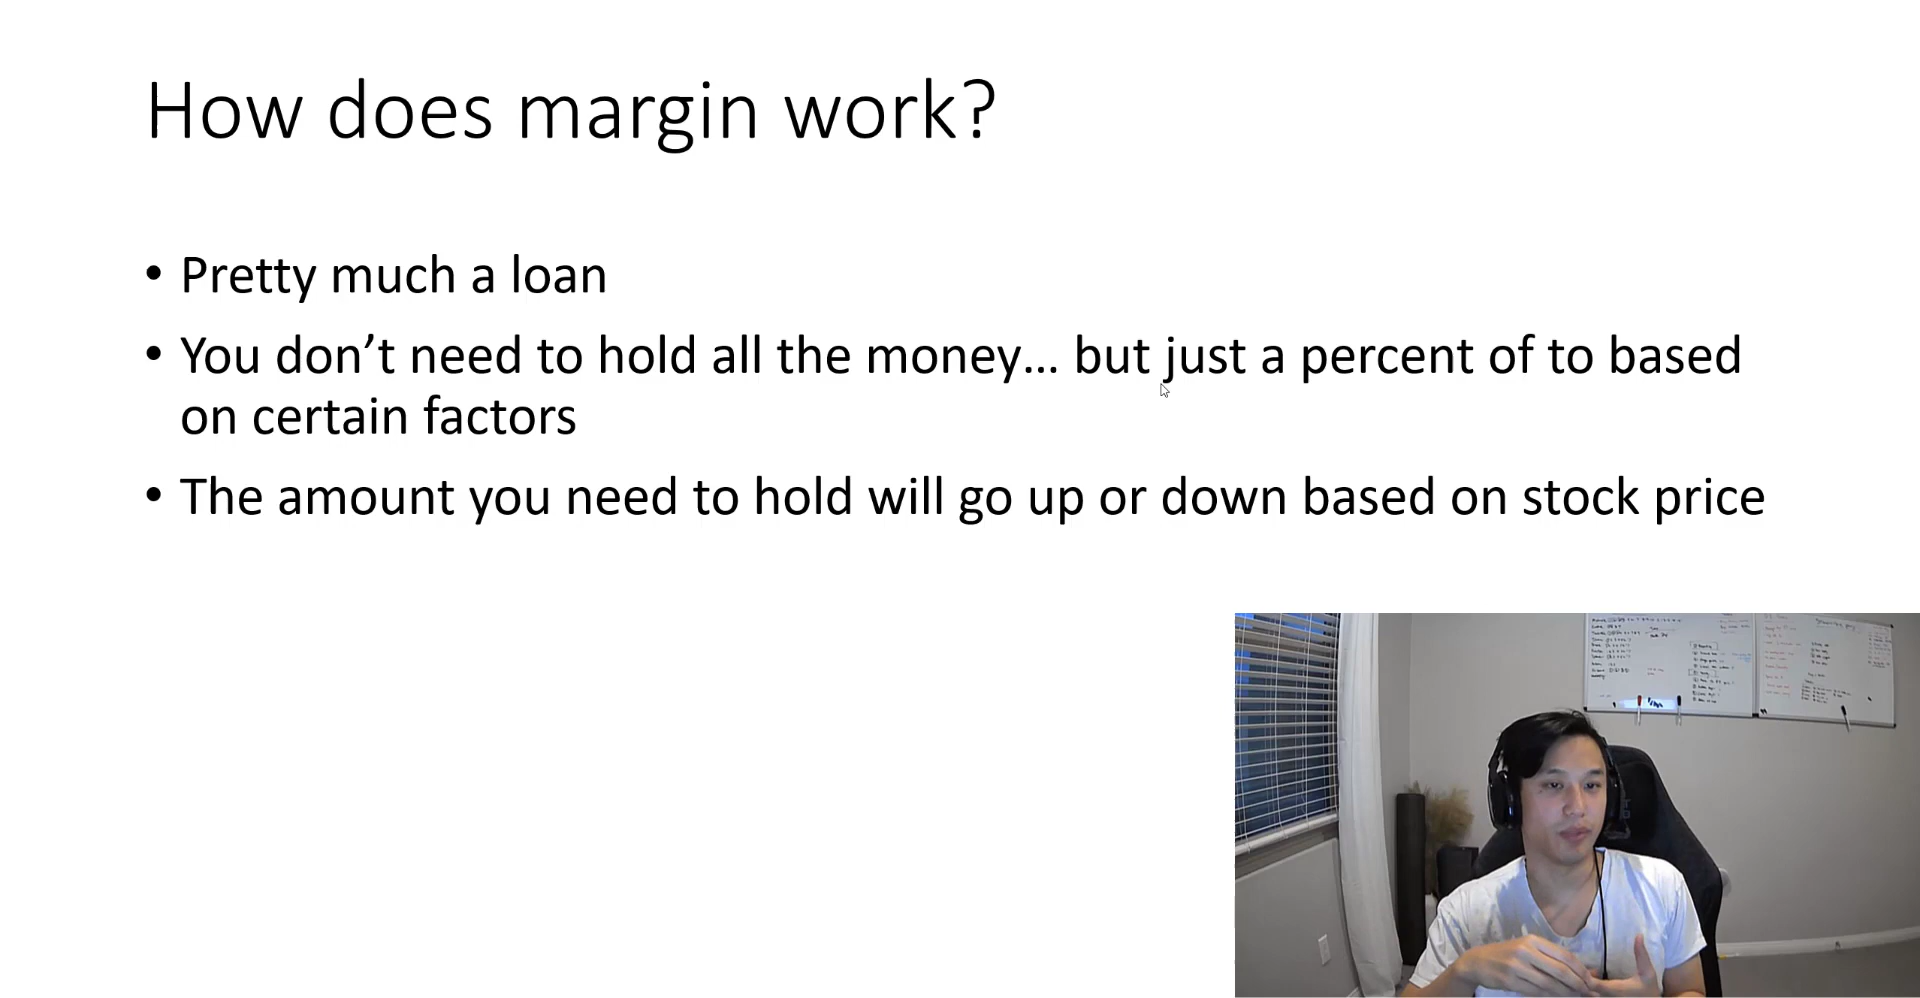 How does margin work?
• Pretty much a loan
• You don’t need to hold all the money… but just a percent of to based
on certain factors
• The amount you need to hold will go up or down based on stock price